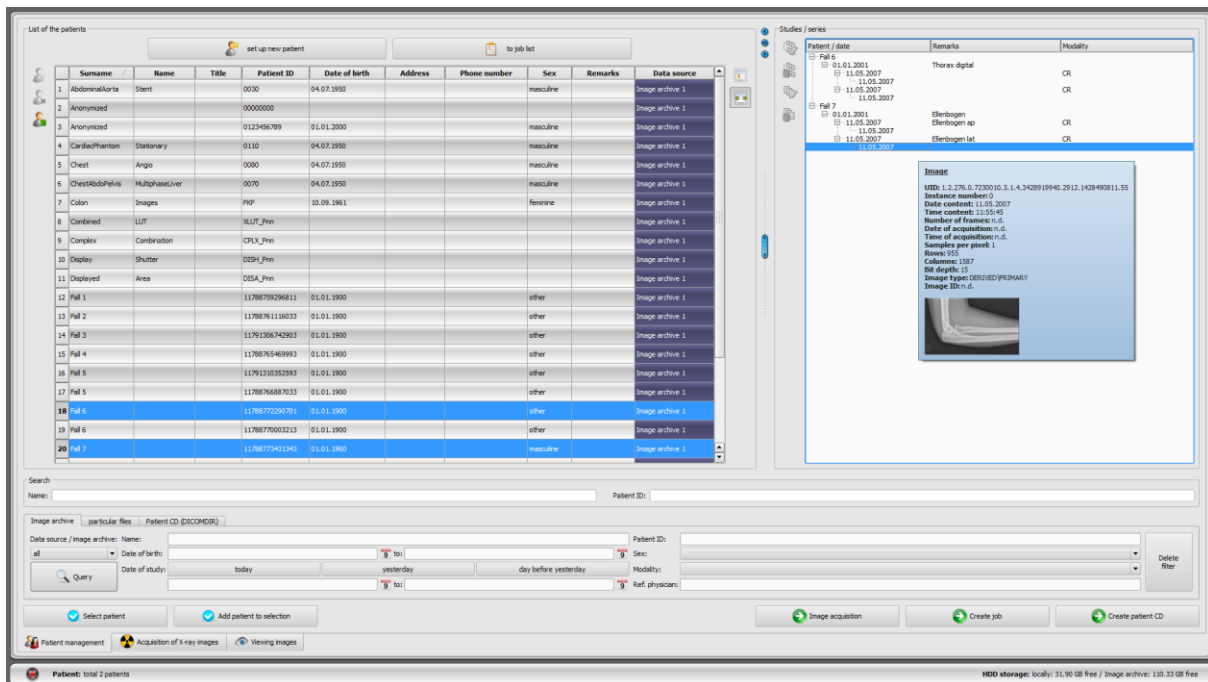 List of the patients
set up new patient
to job list
Surname Name Title Patient ID Date of birth Address Phone number Sex Remarks Data source
1 AbdominalAorta Stent 0030 04.07.1950 masculine Image archive 1
2 Anonymized 00000000 Image archive 1
3 Anonymized 0123456789 01.01.2000 masculine Image archive 1
4 CardiacPhantom Stationary 0110 04.07.1950 masculine Image archive 1
5 Chest Angio 0080 04.07.1950 masculine Image archive 1
6 ChestAbdoPelvis MultiphaseLiver 0070 04.07.1950 masculine Image archive 1
7 Colon Images PKF 10.09.1961 feminine Image archive 1
8 Combined LUT XLUT_Pnn Image archive 1
9 Complex Combination CPLX_Pnn Image archive 1
10 Display Shutter DISH_Pnn Image archive 1
11 Displayed Area DISA_Pnn Image archive 1
12 Fall 1 11788759296811 01.01.1900 other Image archive 1
13 Fall 2 11788761116033 01.01.1900 other Image archive 1
14 Fall 3 11791306742903 01.01.1900 other Image archive 1
15 Fall 4 11788765469993 01.01.1900 other Image archive 1
16 Fall 5 11791310352593 01.01.1900 other Image archive 1
17 Fall 5 11788766887033 01.01.1900 other Image archive 1
18 Fall 6 11788772290701 01.01.1900 other Image archive 1
19 Fall 6 11788770003213 01.01.1900 other Image archive 1
20 Fall 7 11788773431343 01.01.1960 masculine Image archive 1
Studies / series
Patient / date Remarks Modality
Fall 6
01.01.2001 Thorax digital
11.05.2007 CR
11.05.2007
11.05.2007 CR
11.05.2007
Fall 7
01.01.2001 Ellenbogen
11.05.2007 Ellenbogen ap CR
11.05.2007
11.05.2007 Ellenbogen lat CR
11.05.2007
Image
UID: 1.2.276.0.7230010.3.1.4.3428919940.2912.1428490811.55
Instance number: 0
Date content: 11.05.2007
Time content: 11:55:45
Number of frames: n.d.
Date of acquisition: n.d.
Time of acquisition: n.d.
Samples per pixel: 1
Rows: 955
Columns: 1587
Bit depth: 15
Image type: DERIVED\PRIMARY
Image ID: n.d.
Search
Name: Patient ID:
Image archive particular files Patient CD (DICOMDIR)
Data source / image archive: Name: Patient ID:
all Date of birth: 9 to: 9 Sex:
Query Date of study: today yesterday day before yesterday Modality:
9 to: 9 Ref. physician:
Delete
filter
Select patient Add patient to selection Image acquisition Create job Create patient CD
Patient management Acquisition of X-ray images Viewing images
Patient: total 2 patients HDD storage: locally: 31.90 GB free / Image archive: 110.33 GB free